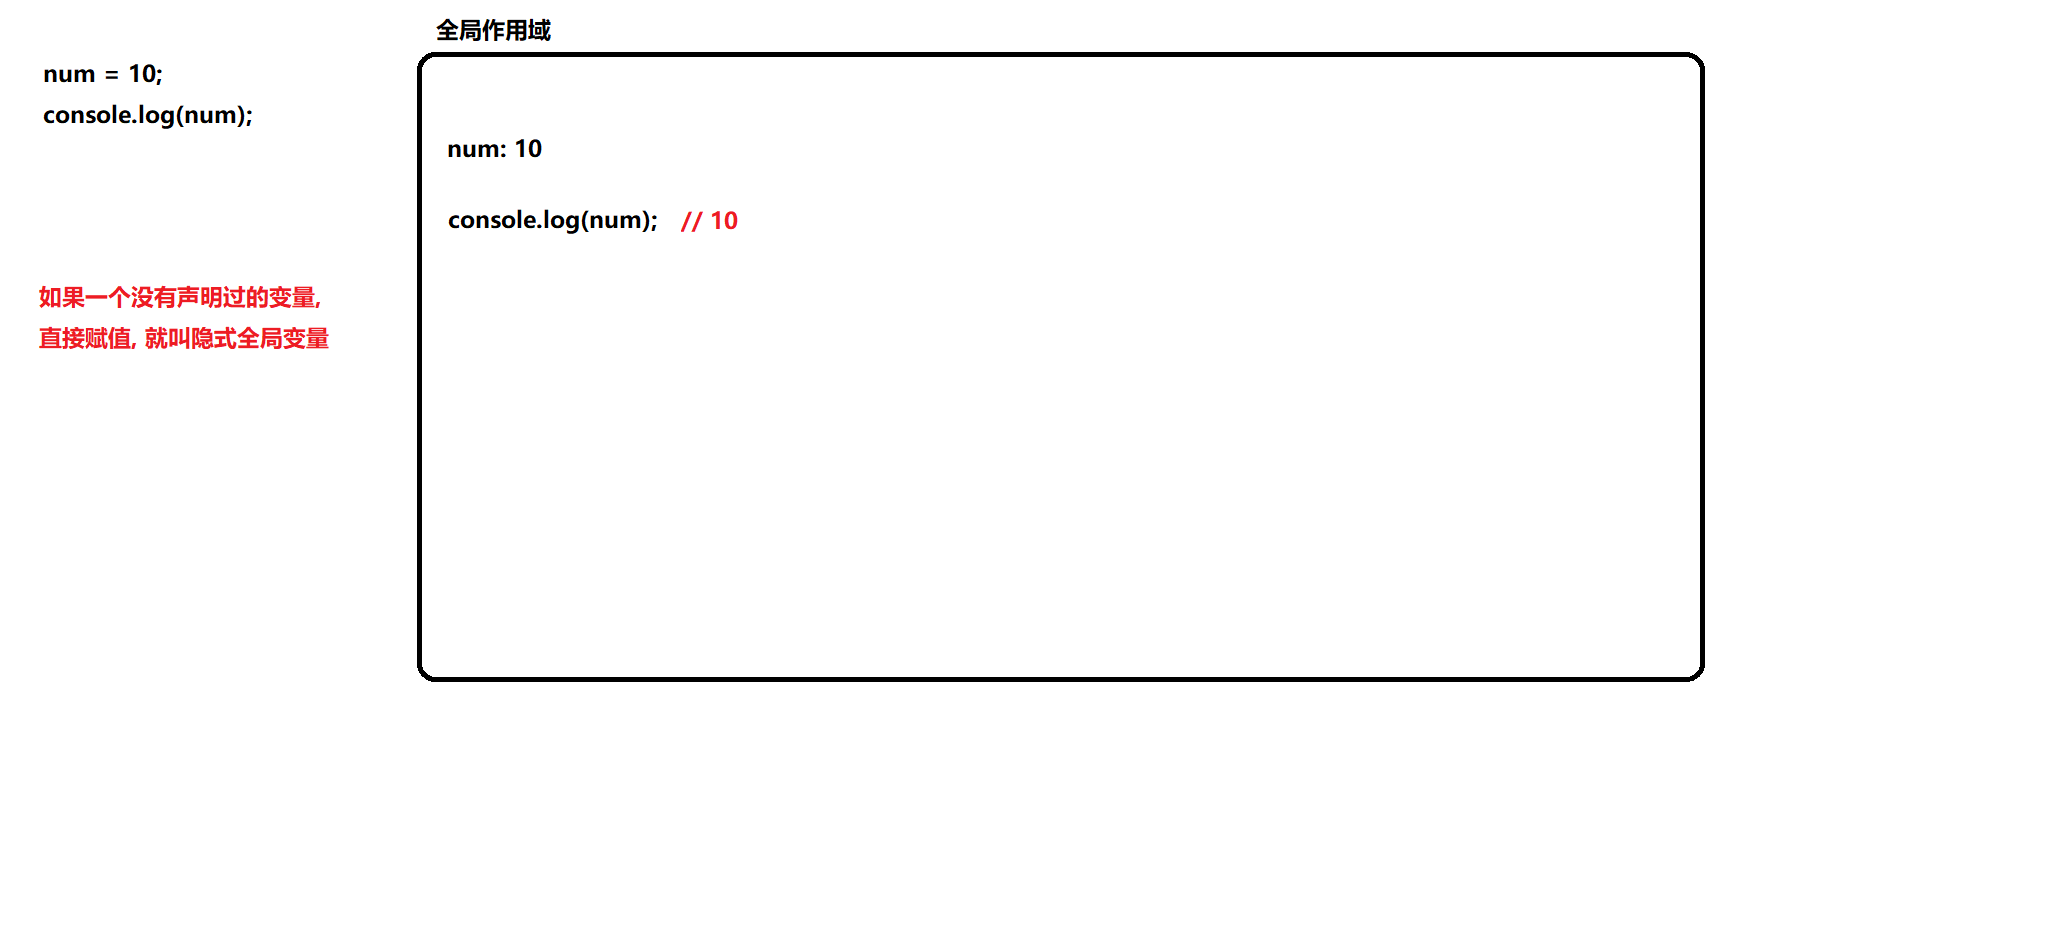 全局作用域
num = 10;
console.log(num);
num: 10
console.log(num); // 10
如果一个没有声明过的变量,
直接赋值, 就叫隐式全局变量